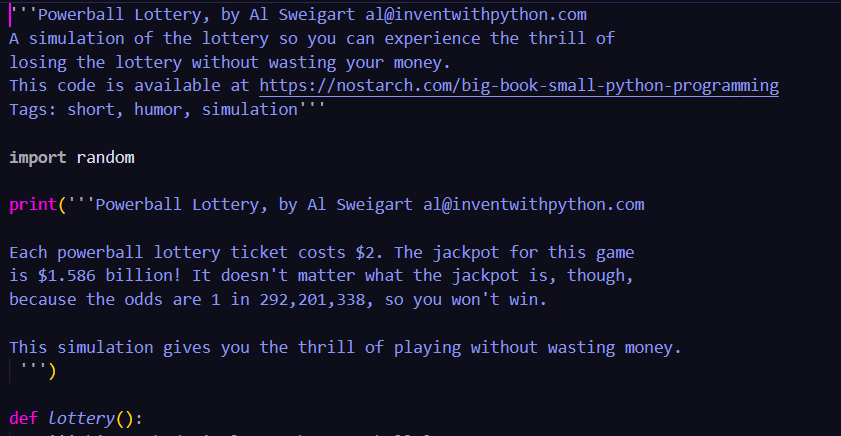 '''Powerball Lottery, by Al Sweigart al@inventwithpython.com
A simulation of the lottery so you can experience the thrill of
losing the lottery without wasting your money.
This code is available at https://nostarch.com/big-book-small-python-programming
Tags: short, humor, simulation'''

import random

print('''Powerball Lottery, by Al Sweigart al@inventwithpython.com

Each powerball lottery ticket costs $2. The jackpot for this game
is $1.586 billion! It doesn't matter what the jackpot is, though,
because the odds are 1 in 292,201,338, so you won't win.

This simulation gives you the thrill of playing without wasting money.
 ''')

def lottery():